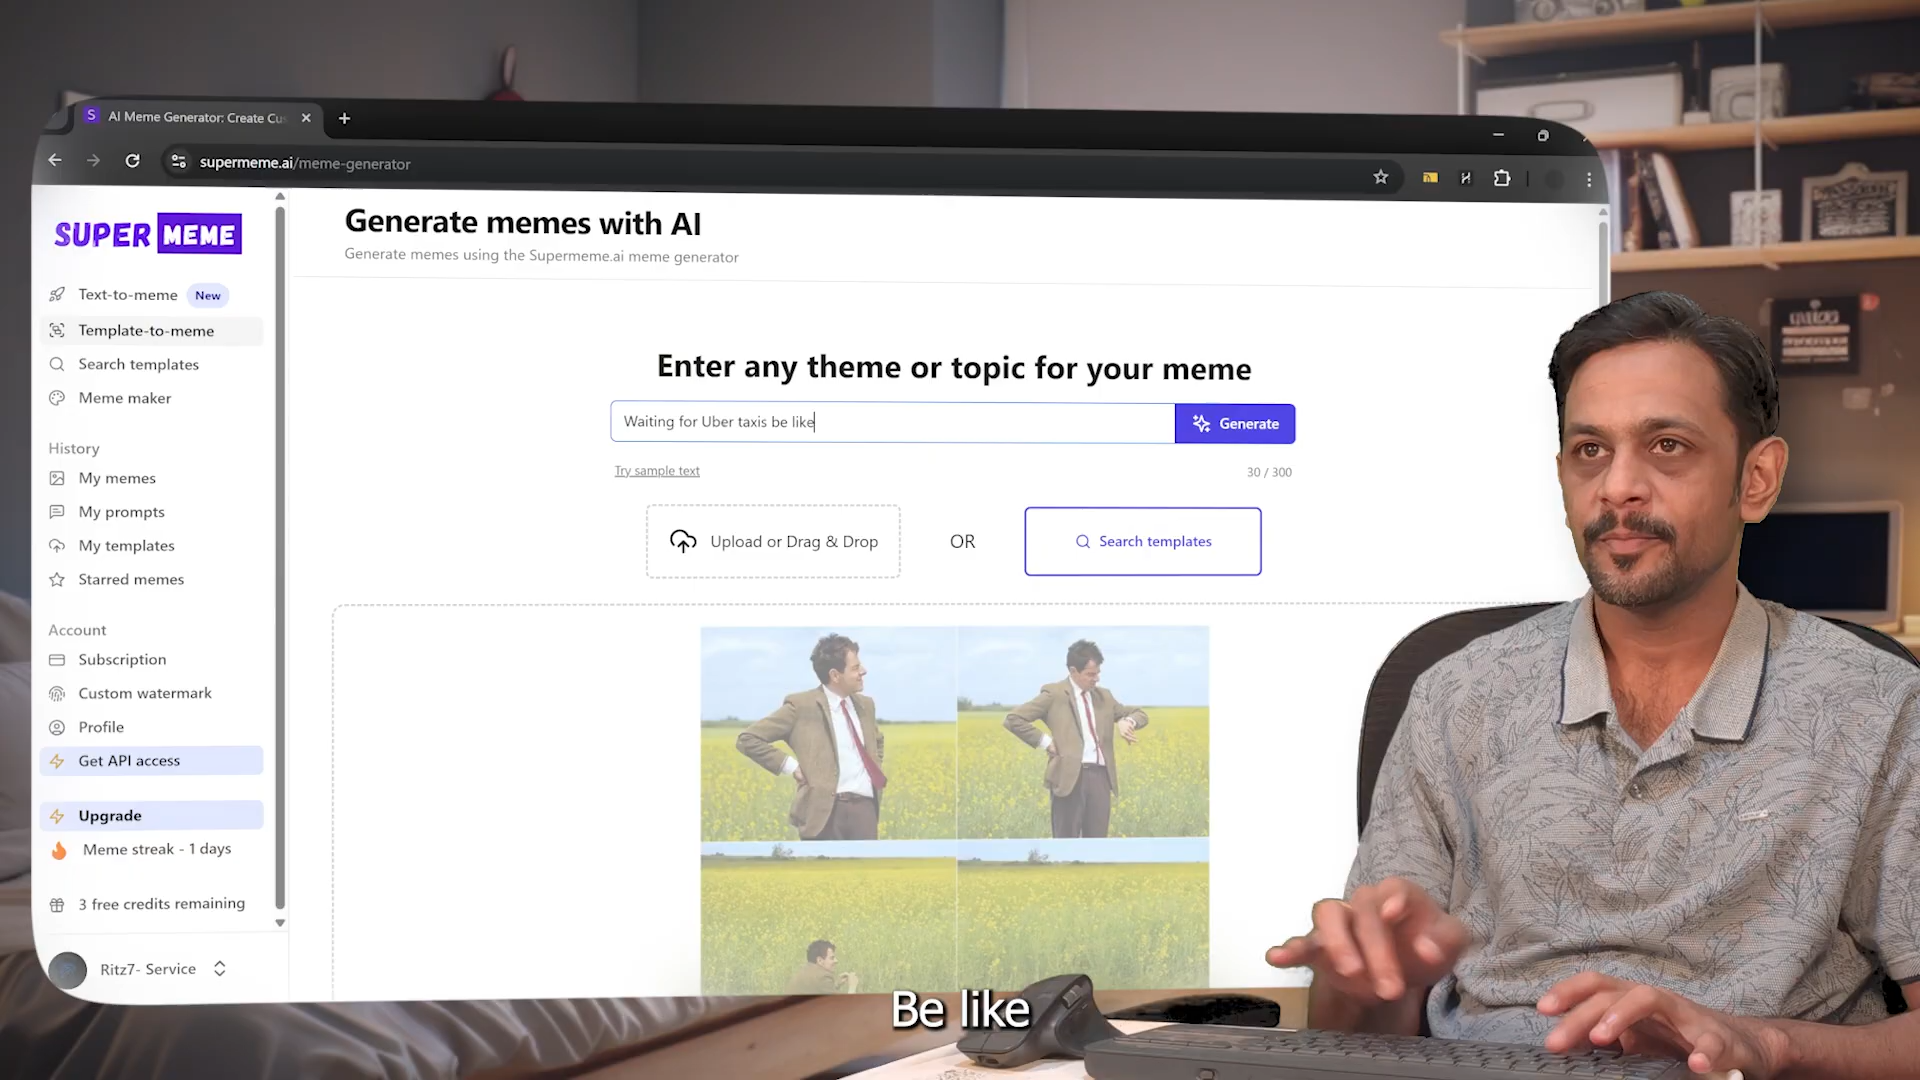 AI Meme Generator: Create Cu
supermeme.ai/meme-generator
SUPER MEME
Text-to-meme New
Template-to-meme
Search templates
Meme maker
History
My memes
My prompts
My templates
Starred memes
Account
Subscription
Custom watermark
Profile
Get API access
Upgrade
Meme streak - 1 days
3 free credits remaining
Ritz7- Service
Generate memes with AI
Generate memes using the Supermeme.ai meme generator
Enter any theme or topic for your meme
Waiting for Uber taxis be like
Generate
Try sample text
30 / 300
Upload or Drag & Drop
OR
Search templates
Be like